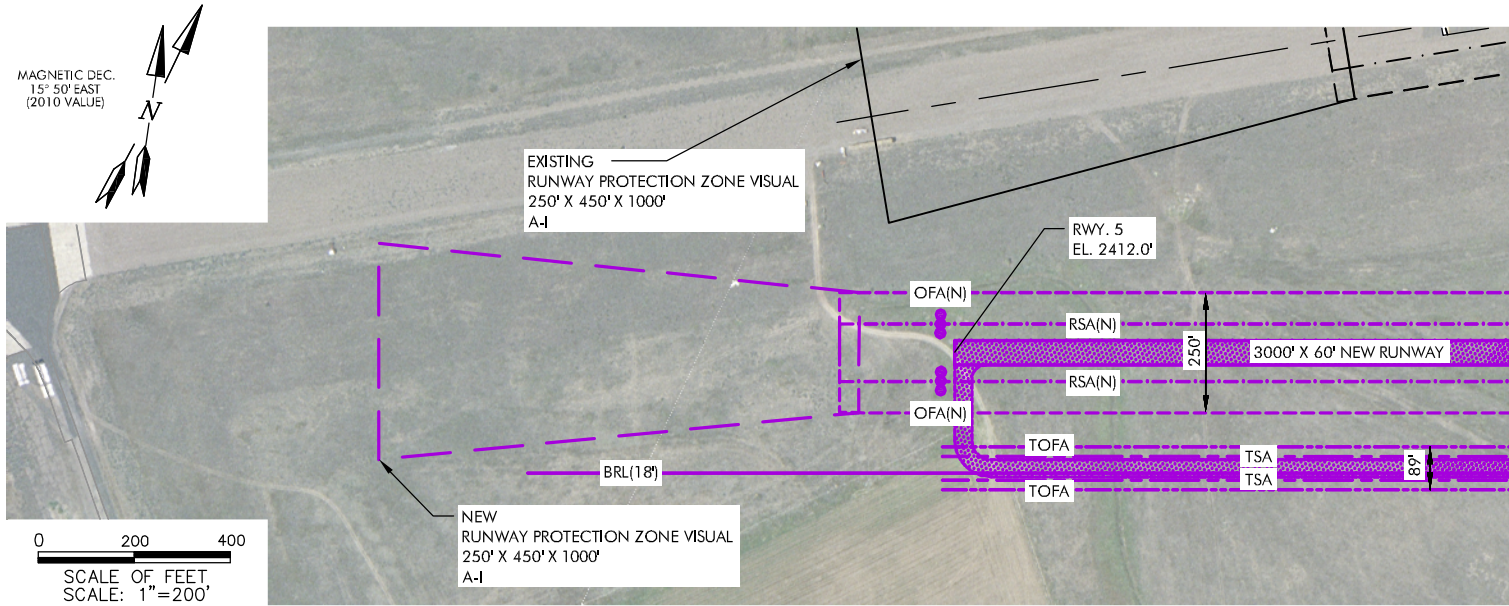 MAGNETIC DEC.
15° 50' EAST
(2010 VALUE)
N
EXISTING
RUNWAY PROTECTION ZONE VISUAL
250' X 450' X 1000'
A-I
RWY. 5
EL. 2412.0'
OFA(N)
RSA(N)
250'
3000' X 60' NEW RUNWAY
RSA(N)
OFA(N)
TOFA
TSA
89'
BRL(18')
TSA
TOFA
NEW
RUNWAY PROTECTION ZONE VISUAL
250' X 450' X 1000'
A-I
0 200 400
SCALE OF FEET
SCALE: 1"=200'